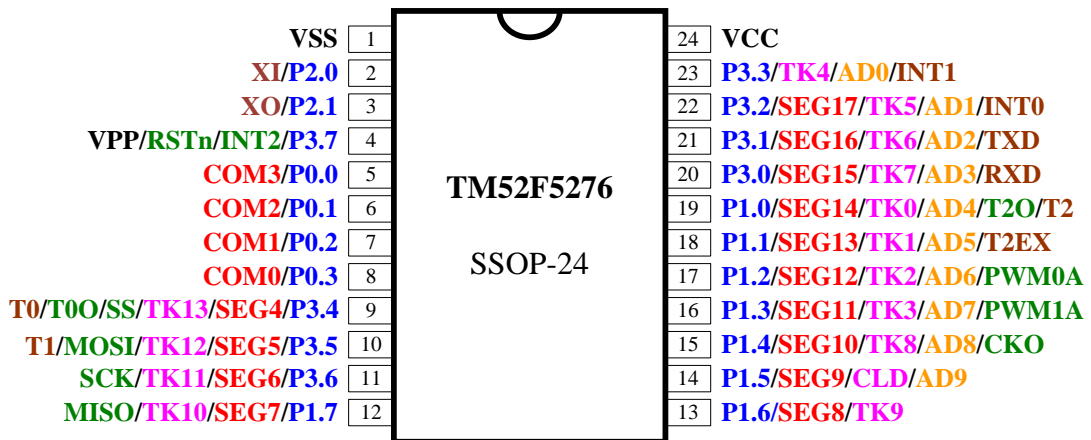 VSS 1 24 VCC
XI/P2.0 2 23 P3.3/TK4/AD0/INT1
XO/P2.1 3 22 P3.2/SEG17/TK5/AD1/INT0
VPP/RSTn/INT2/P3.7 4 21 P3.1/SEG16/TK6/AD2/TXD
COM3/P0.0 5 TM52F5276 20 P3.0/SEG15/TK7/AD3/RXD
COM2/P0.1 6 19 P1.0/SEG14/TK0/AD4/T2O/T2
COM1/P0.2 7 18 P1.1/SEG13/TK1/AD5/T2EX
COM0/P0.3 8 SSOP-24 17 P1.2/SEG12/TK2/AD6/PWM0A
T0/T0O/SS/TK13/SEG4/P3.4 9 16 P1.3/SEG11/TK3/AD7/PWM1A
T1/MOSI/TK12/SEG5/P3.5 10 15 P1.4/SEG10/TK8/AD8/CKO
SCK/TK11/SEG6/P3.6 11 14 P1.5/SEG9/CLD/AD9
MISO/TK10/SEG7/P1.7 12 13 P1.6/SEG8/TK9